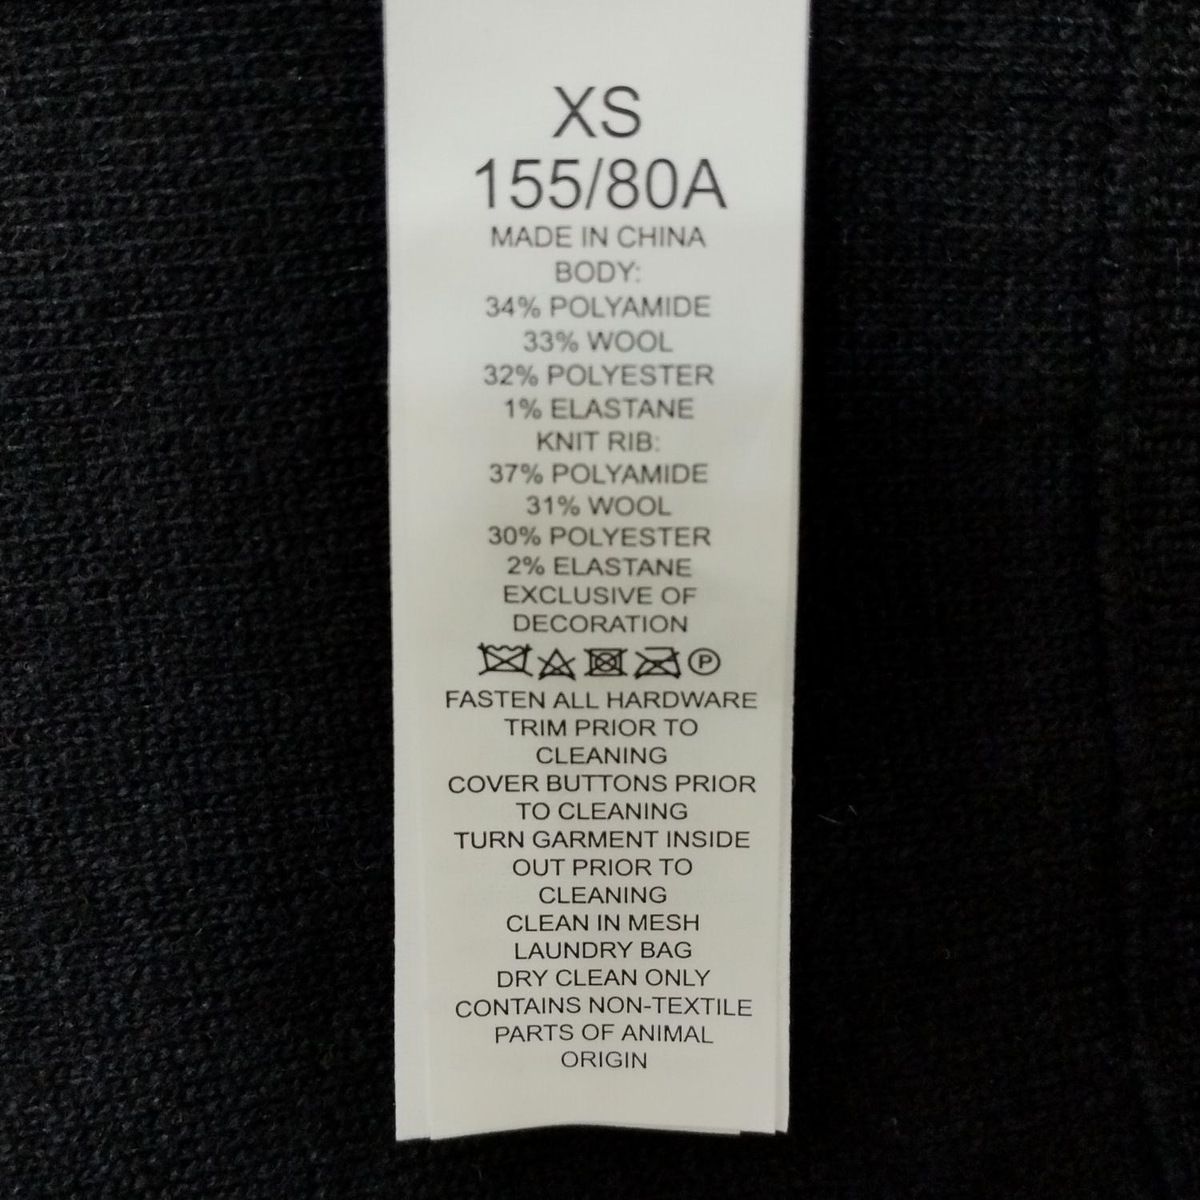 XS
155/80A
MADE IN CHINA
BODY:
34% POLYAMIDE
33% WOOL
32% POLYESTER
1% ELASTANE
KNIT RIB:
37% POLYAMIDE
31% WOOL
30% POLYESTER
2% ELASTANE
EXCLUSIVE OF
DECORATION
P
FASTEN ALL HARDWARE
TRIM PRIOR TO
CLEANING
COVER BUTTONS PRIOR
TO CLEANING
TURN GARMENT INSIDE
OUT PRIOR TO
CLEANING
CLEAN IN MESH
LAUNDRY BAG
DRY CLEAN ONLY
CONTAINS NON-TEXTILE
PARTS OF ANIMAL
ORIGIN